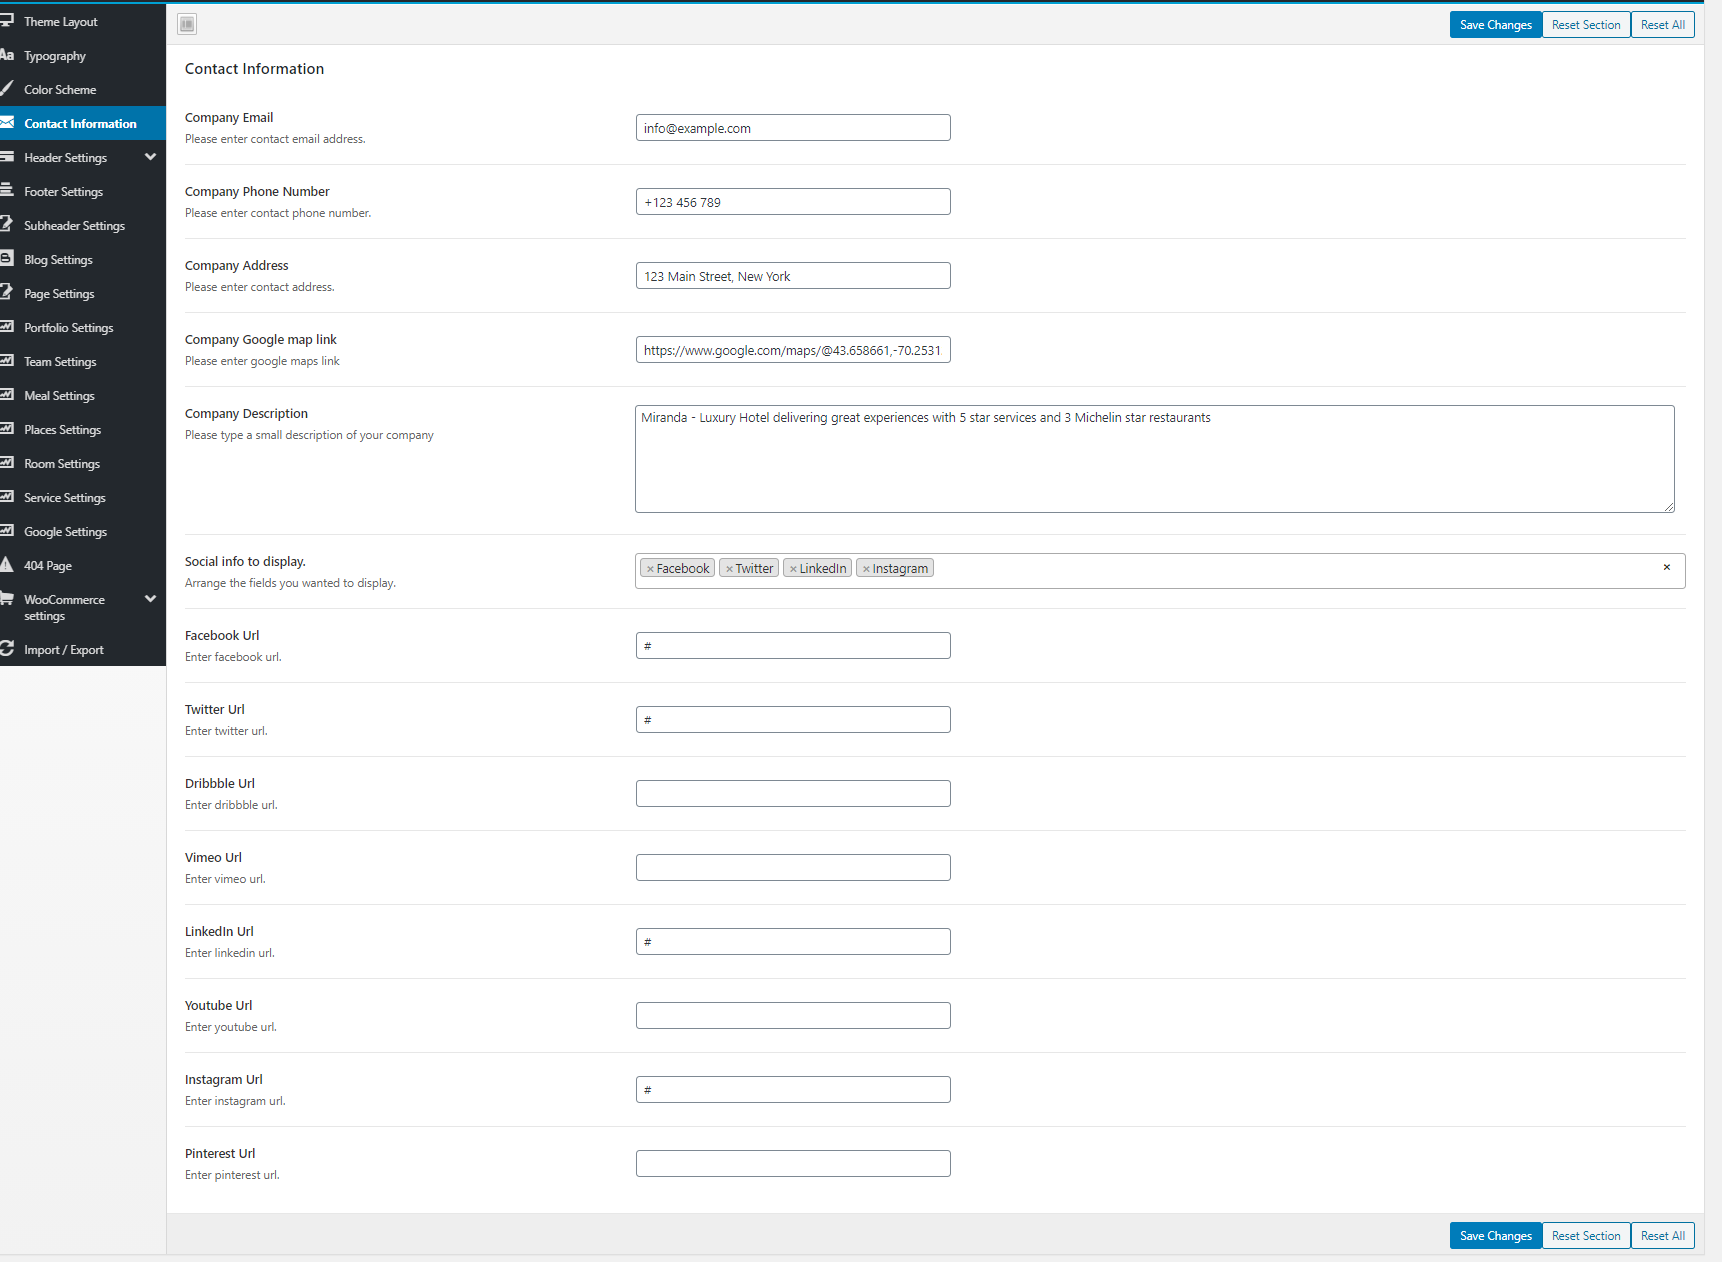 Theme Layout
Aa Typography
Color Scheme
Contact Information
Header Settings
Footer Settings
Subheader Settings
Blog Settings
Page Settings
Portfolio Settings
Team Settings
Meal Settings
Places Settings
Room Settings
Service Settings
Google Settings
404 Page
WooCommerce
settings
Import / Export
Save Changes Reset Section Reset All
Contact Information
Company Email
Please enter contact email address.
info@example.com
Company Phone Number
Please enter contact phone number.
+123 456 789
Company Address
Please enter contact address.
123 Main Street, New York
Company Google map link
Please enter google maps link
https://www.google.com/maps/@43.658661,-70.2531
Company Description
Please type a small description of your company
Miranda - Luxury Hotel delivering great experiences with 5 star services and 3 Michelin star restaurants
Social info to display.
Arrange the fields you wanted to display.
× Facebook × Twitter × LinkedIn × Instagram ×
Facebook Url
Enter facebook url.
#
Twitter Url
Enter twitter url.
#
Dribbble Url
Enter dribbble url.
Vimeo Url
Enter vimeo url.
LinkedIn Url
Enter linkedin url.
#
Youtube Url
Enter youtube url.
Instagram Url
Enter instagram url.
#
Pinterest Url
Enter pinterest url.
Save Changes Reset Section Reset All